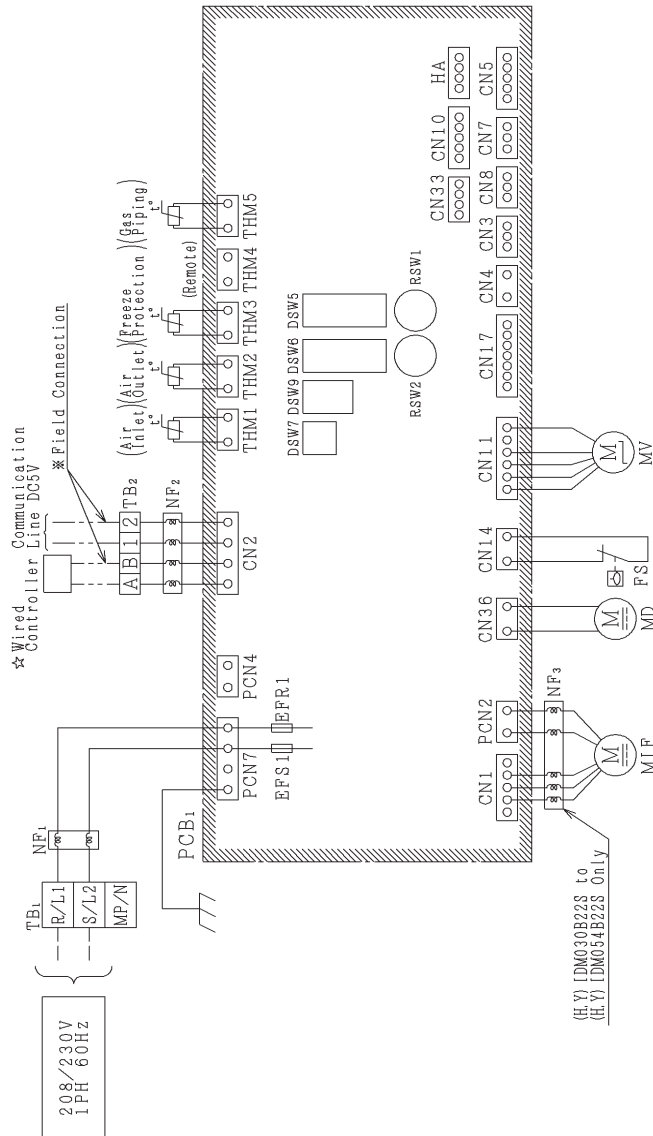 208/230V
1PH 60Hz
TB1
R/L1
S/L2
MP/N
NF1
☆ Wired
Controller
Communication
Line DC5V
※Field Connection
A B 1 2
TB2
NF2
CN2
(Air
Inlet)
(Air
Outlet)
(Freeze
Protection)
(Remote)
(Gas
Piping)
t°
t°
t°
t°
THM1
THM2
THM3
THM4
THM5
PCB1
PCN7
PCN4
EFS1
EFR1
DSW7
DSW9
DSW6
DSW5
RSW2
RSW1
CN33
CN10
HA
CN1
PCN2
CN36
CN14
CN11
CN17
CN4
CN3
CN8
CN7
CN5
NF3
M
M
M
MIF
MD
FS
MV
(H,Y) IDM030B22S to
(H,Y) IDM054B22S Only